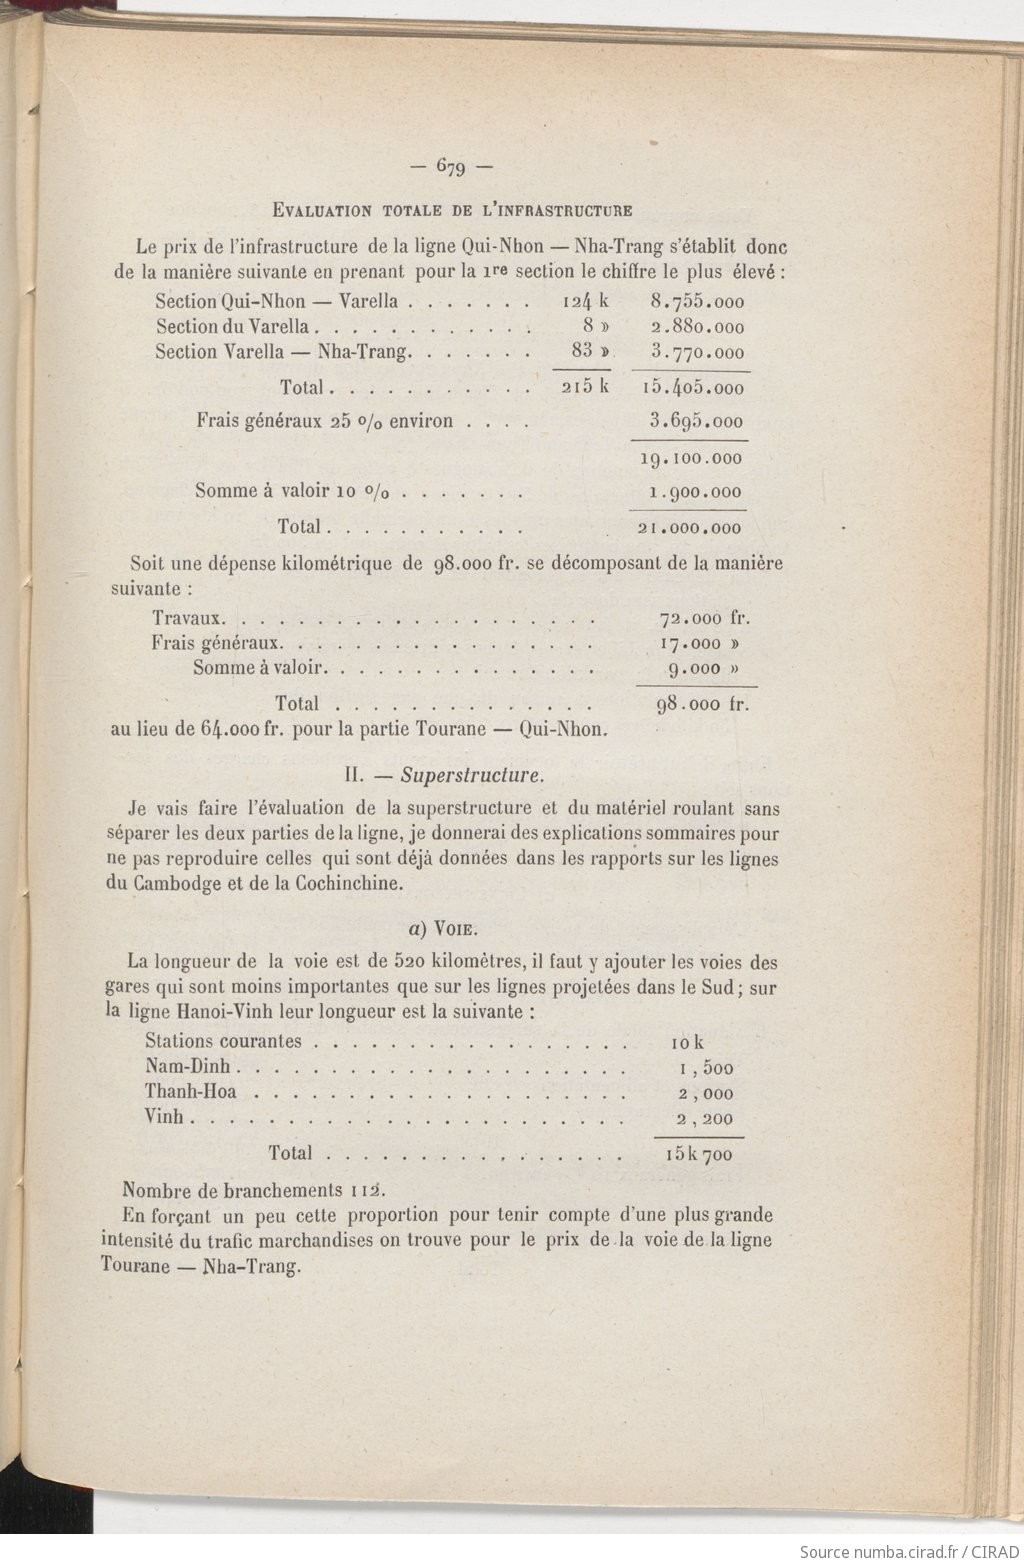 — 679 —
EVALUATION TOTALE DE L'INFRASTRUCTURE
Le prix de l'infrastructure de la ligne Qui-Nhon — Nha-Trang s'établit donc
de la manière suivante en prenant pour la 1re section le chiffre le plus élevé :
Section Qui-Nhon — Varella . . . . . . . 124 k 8.755.000
Section du Varella . . . . . . . . . . . . 8 » 2.880.000
Section Varella — Nha-Trang. . . . . . . 83 » 3.770.000
Total . . . . . . . . . . . 215 k 15.405.000
Frais généraux 25 % environ . . . . 3.695.000
19.100.000
Somme à valoir 10 % . . . . . . . 1.900.000
Total . . . . . . . . . . . 21.000.000
Soit une dépense kilométrique de 98.000 fr. se décomposant de la manière
suivante :
Travaux. . . . . . . . . . . . . . . . . . . . 72.000 fr.
Frais généraux. . . . . . . . . . . . . . . . . 17.000 »
Somme à valoir. . . . . . . . . . . . . . . 9.000 »
Total . . . . . . . . . . . . . . 98.000 fr.
au lieu de 64.000 fr. pour la partie Tourane — Qui-Nhon.
II. — Superstructure.
Je vais faire l'évaluation de la superstructure et du matériel roulant sans
séparer les deux parties de la ligne, je donnerai des explications sommaires pour
ne pas reproduire celles qui sont déjà données dans les rapports sur les lignes
du Cambodge et de la Cochinchine.
a) VOIE.
La longueur de la voie est de 520 kilomètres, il faut y ajouter les voies des
gares qui sont moins importantes que sur les lignes projetées dans le Sud ; sur
la ligne Hanoi-Vinh leur longueur est la suivante :
Stations courantes . . . . . . . . . . . . . . . . . 10 k
Nam-Dinh . . . . . . . . . . . . . . . . . . . . . 1,500
Thanh-Hoa . . . . . . . . . . . . . . . . . . . . 2,000
Vinh . . . . . . . . . . . . . . . . . . . . . . . 2,200
Total . . . . . . . . . . . . . . . . 15 k 700
Nombre de branchements 112.
En forçant un peu cette proportion pour tenir compte d'une plus grande
intensité du trafic marchandises on trouve pour le prix de la voie de la ligne
Tourane — Nha-Trang.
Source numba.cirad.fr / CIRAD